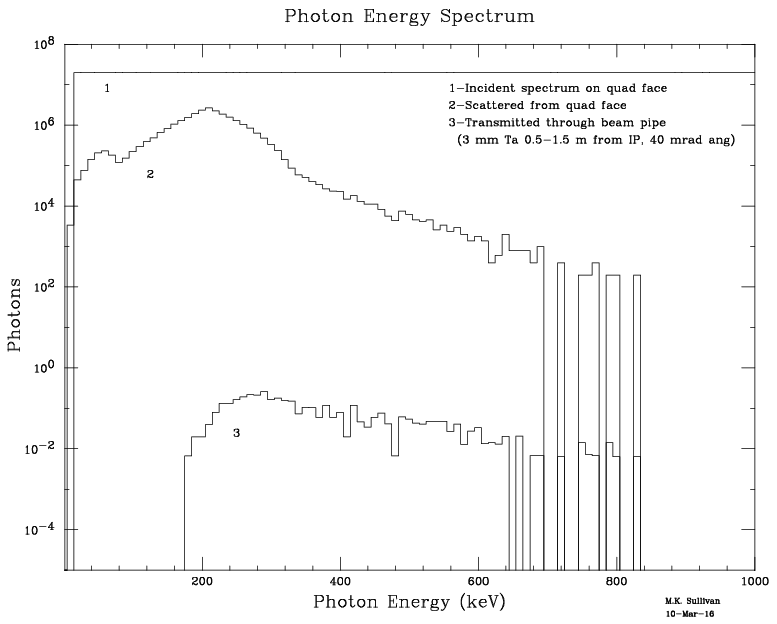 Photon Energy Spectrum
10^8
10^6
10^4
10^2
10^0
10^−2
10^−4
Photons
1
2
3
1−Incident spectrum on quad face
2−Scattered from quad face
3−Transmitted through beam pipe
(3 mm Ta 0.5−1.5 m from IP, 40 mrad ang)
200
400
600
800
1000
Photon Energy (keV)
M.K. Sullivan
10−Mar−16